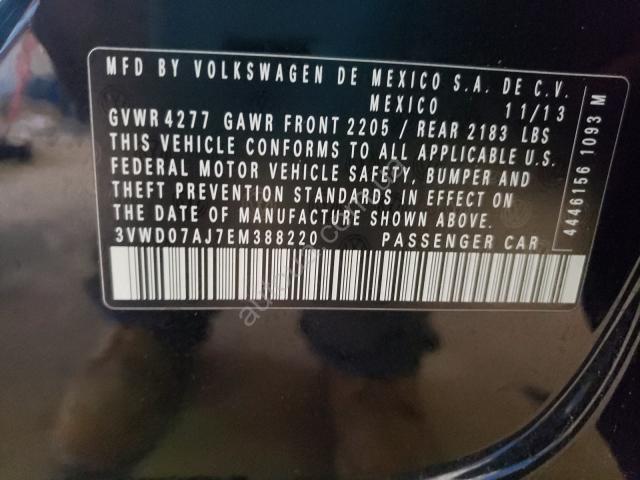 MFD BY VOLKSWAGEN DE MEXICO S.A. DE C.V.
MEXICO 11/13
GVWR 4277 GAWR FRONT 2205 / REAR 2183 LBS
THIS VEHICLE CONFORMS TO ALL APPLICABLE U.S.
FEDERAL MOTOR VEHICLE SAFETY, BUMPER AND
THEFT PREVENTION STANDARDS IN EFFECT ON
THE DATE OF MANUFACTURE SHOWN ABOVE.
3VWD07AJ7EM388220 PASSENGER CAR
4446156 1093 M